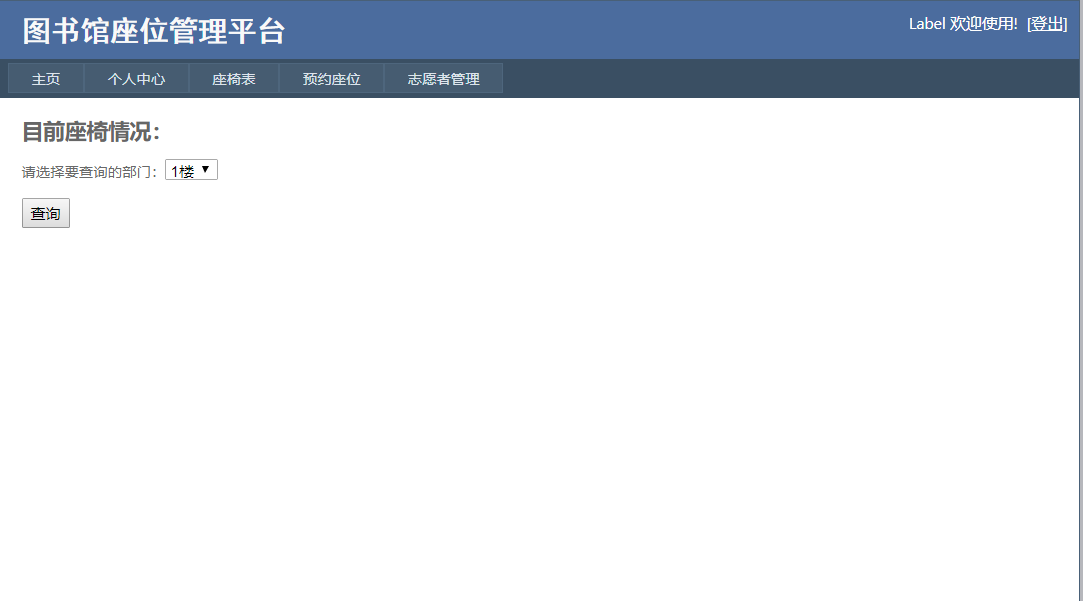 图书馆座位管理平台
Label 欢迎使用! [登出]
主页 个人中心 座椅表 预约座位 志愿者管理
目前座椅情况：
请选择要查询的部门： 1楼
查询